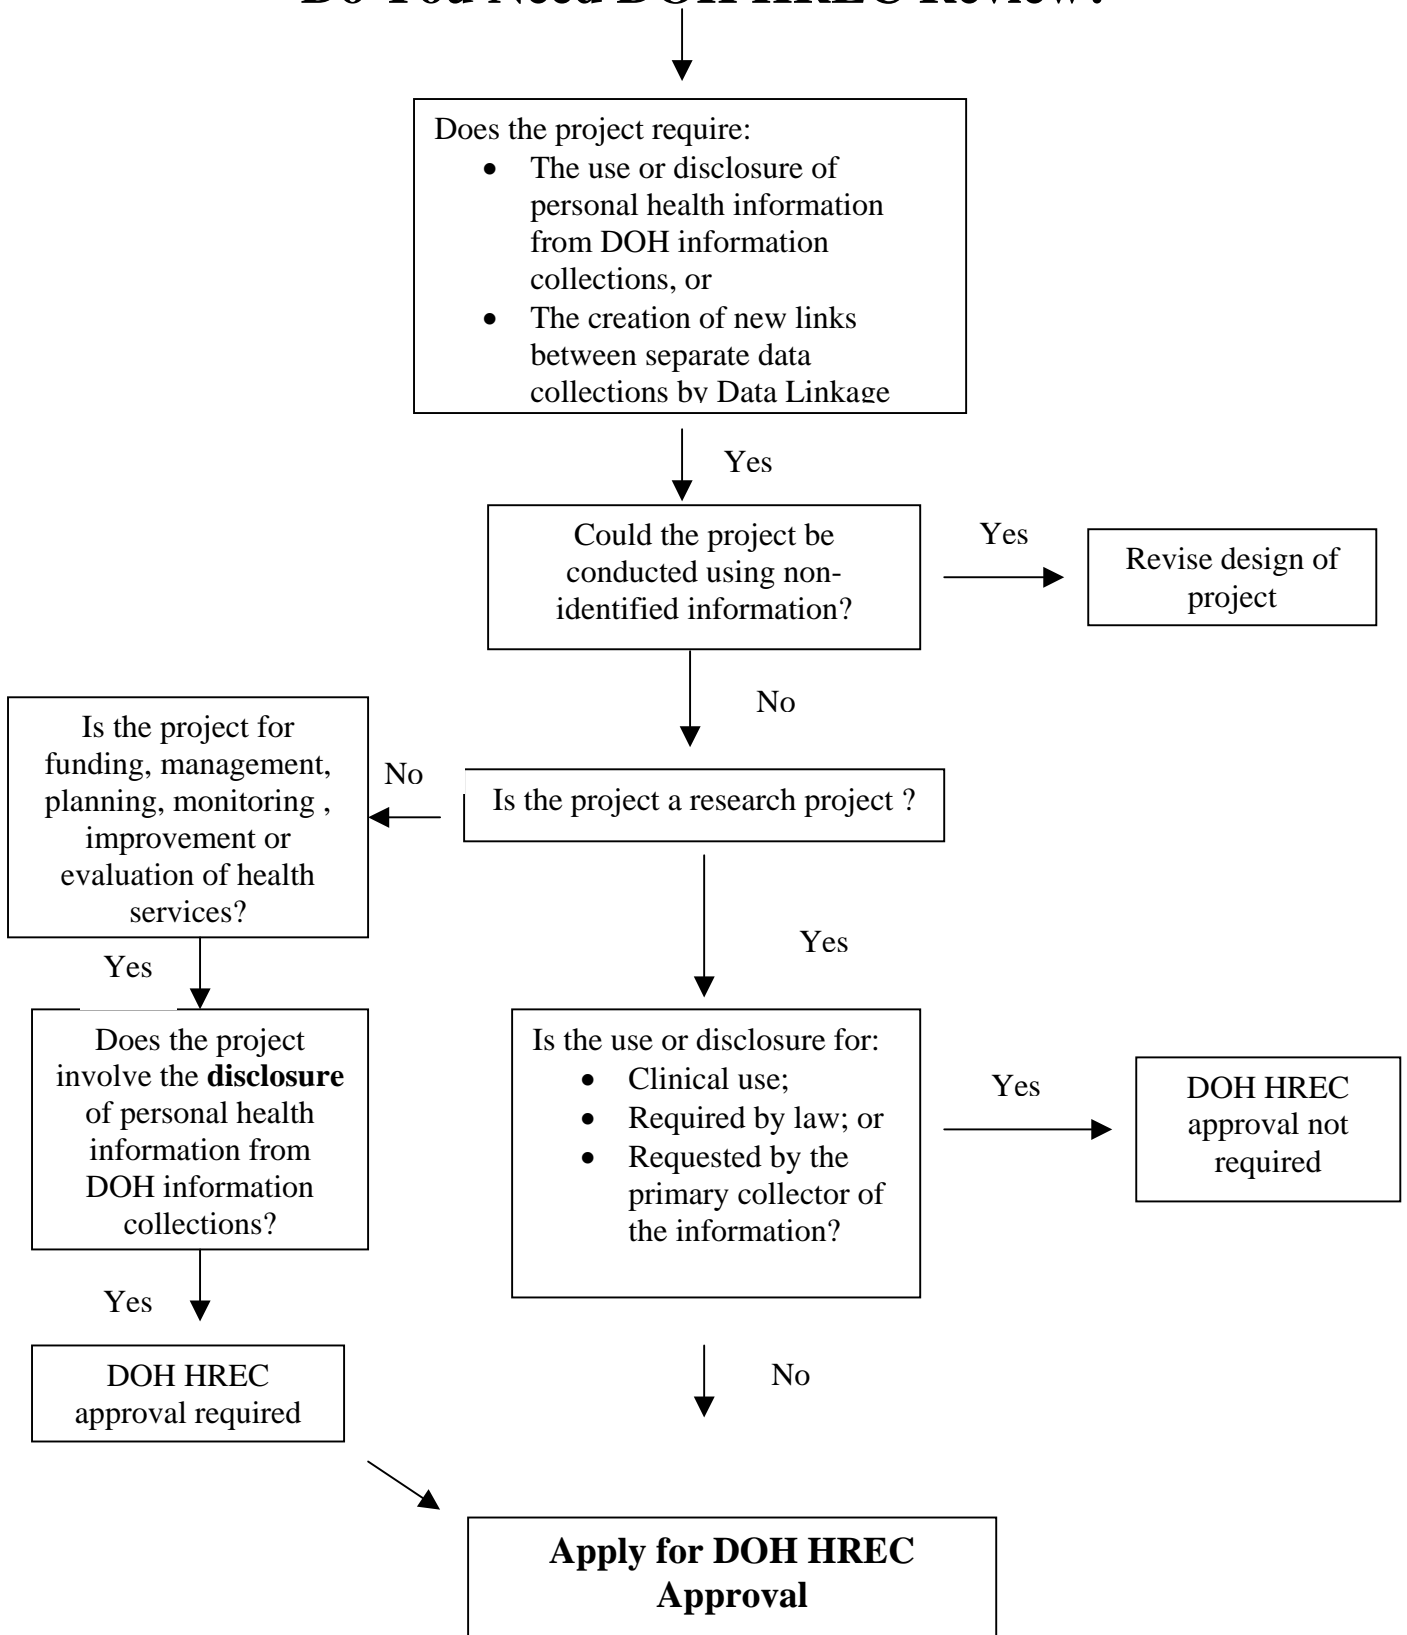 Do You Need DOH HREC Review?
Does the project require:
• The use or disclosure of
personal health information
from DOH information
collections, or
• The creation of new links
between separate data
collections by Data Linkage
Yes
Could the project be
conducted using non-
identified information?
Yes
Revise design of
project
No
Is the project for
funding, management,
planning, monitoring ,
improvement or
evaluation of health
services?
No
Is the project a research project ?
Yes
Yes
Does the project
involve the disclosure
of personal health
information from
DOH information
collections?
Is the use or disclosure for:
• Clinical use;
• Required by law; or
• Requested by the
primary collector of
the information?
Yes
DOH HREC
approval not
required
Yes
DOH HREC
approval required
No
Apply for DOH HREC
Approval